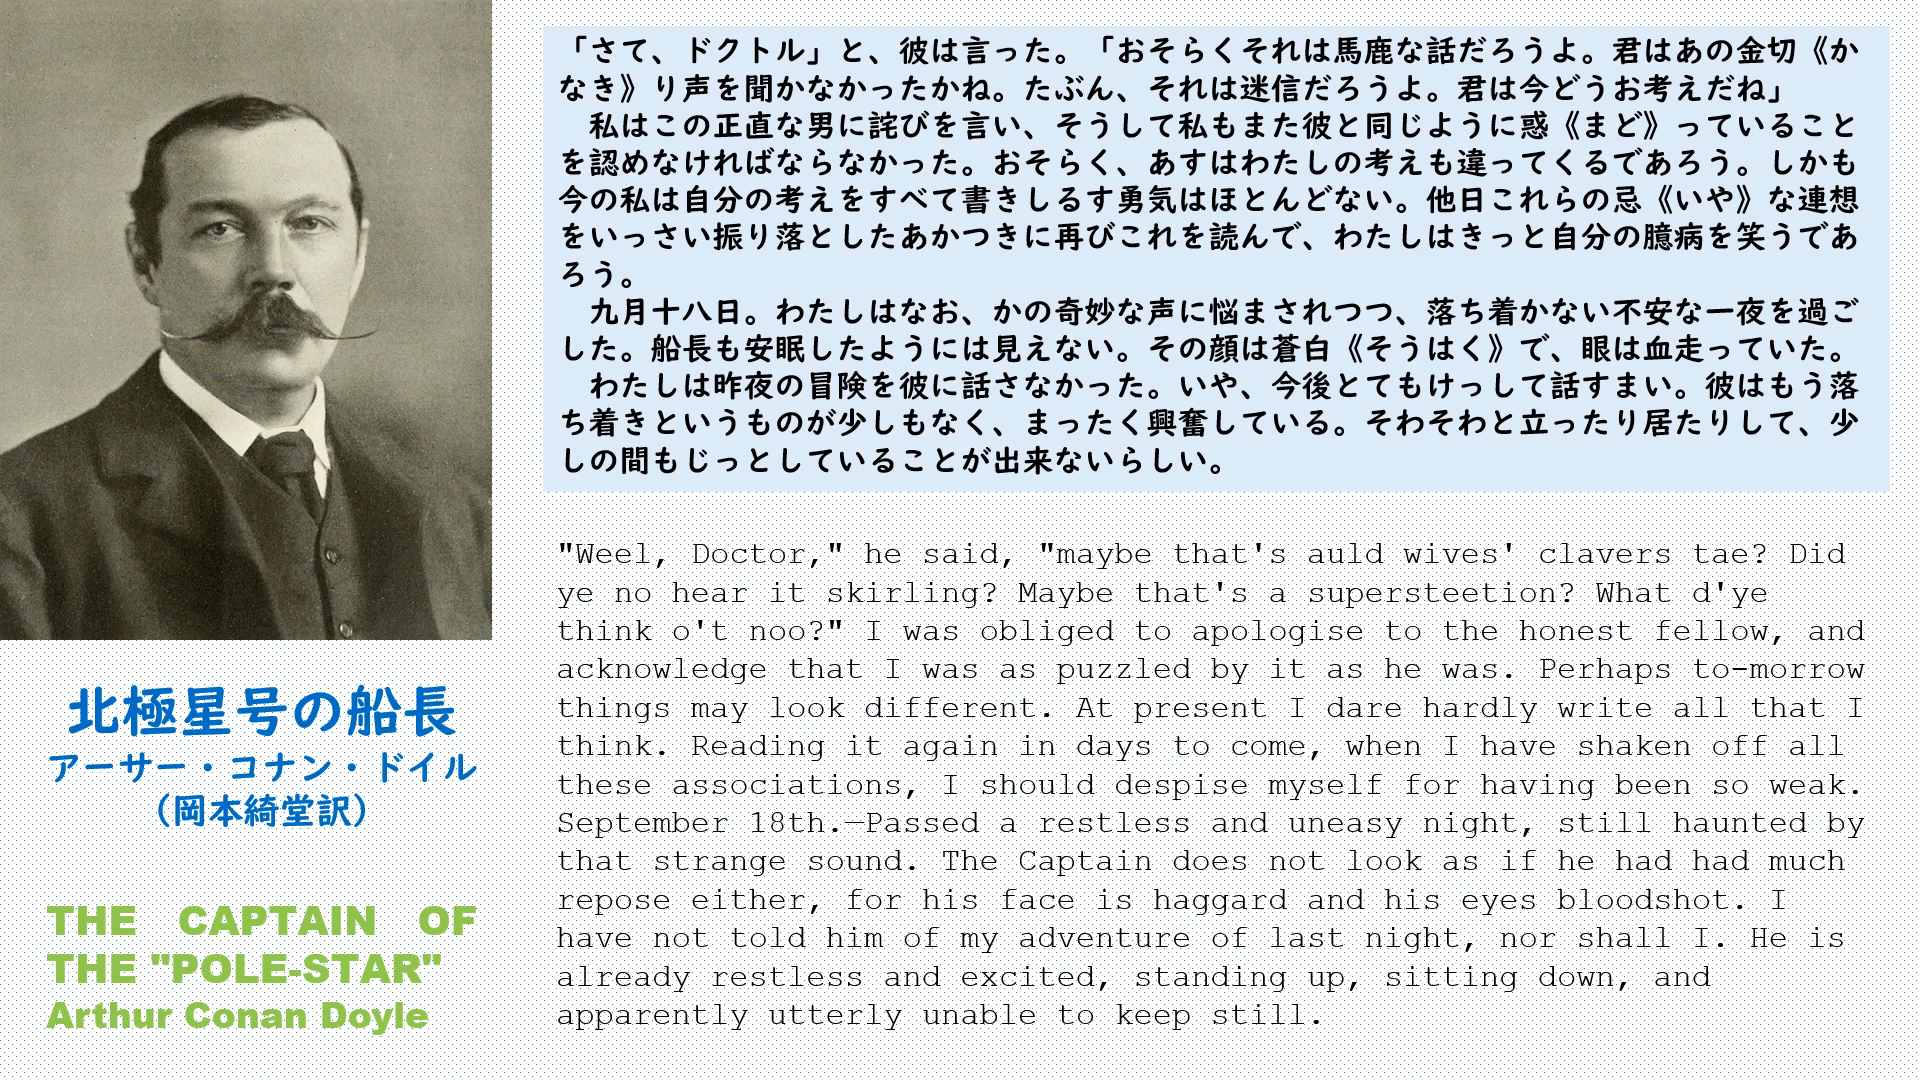 「さて、ドクトル」と、彼は言った。「おそらくそれは馬鹿な話だろうよ。君はあの金切《か
なき》り声を聞かなかったかね。たぶん、それは迷信だろうよ。君は今どうお考えだね」
　私はこの正直な男に詫びを言い、そうして私もまた彼と同じように惑《まど》っていること
を認めなければならなかった。おそらく、あすはわたしの考えも違ってくるであろう。しかも
今の私は自分の考えをすべて書きしるす勇気はほとんどない。他日これらの忌《いや》な連想
をいっさい振り落としたあかつきに再びこれを読んで、わたしはきっと自分の臆病を笑うであ
ろう。
　九月十八日。わたしはなお、かの奇妙な声に悩まされつつ、落ち着かない不安な一夜を過ご
した。船長も安眠したようには見えない。その顔は蒼白《そうはく》で、眼は血走っていた。
　わたしは昨夜の冒険を彼に話さなかった。いや、今後とてもけっして話すまい。彼はもう落
ち着きというものが少しもなく、まったく興奮している。そわそわと立ったり居たりして、少
しの間もじっとしていることが出来ないらしい。
"Weel, Doctor," he said, "maybe that's auld wives' clavers tae? Did
ye no hear it skirling? Maybe that's a supersteetion? What d'ye
think o't noo?" I was obliged to apologise to the honest fellow, and
acknowledge that I was as puzzled by it as he was. Perhaps to-morrow
things may look different. At present I dare hardly write all that I
think. Reading it again in days to come, when I have shaken off all
these associations, I should despise myself for having been so weak.
September 18th.—Passed a restless and uneasy night, still haunted by
that strange sound. The Captain does not look as if he had had much
repose either, for his face is haggard and his eyes bloodshot. I
have not told him of my adventure of last night, nor shall I. He is
already restless and excited, standing up, sitting down, and
apparently utterly unable to keep still.
北極星号の船長
アーサー・コナン・ドイル
（岡本綺堂訳）
THE CAPTAIN OF
THE "POLE-STAR"
Arthur Conan Doyle